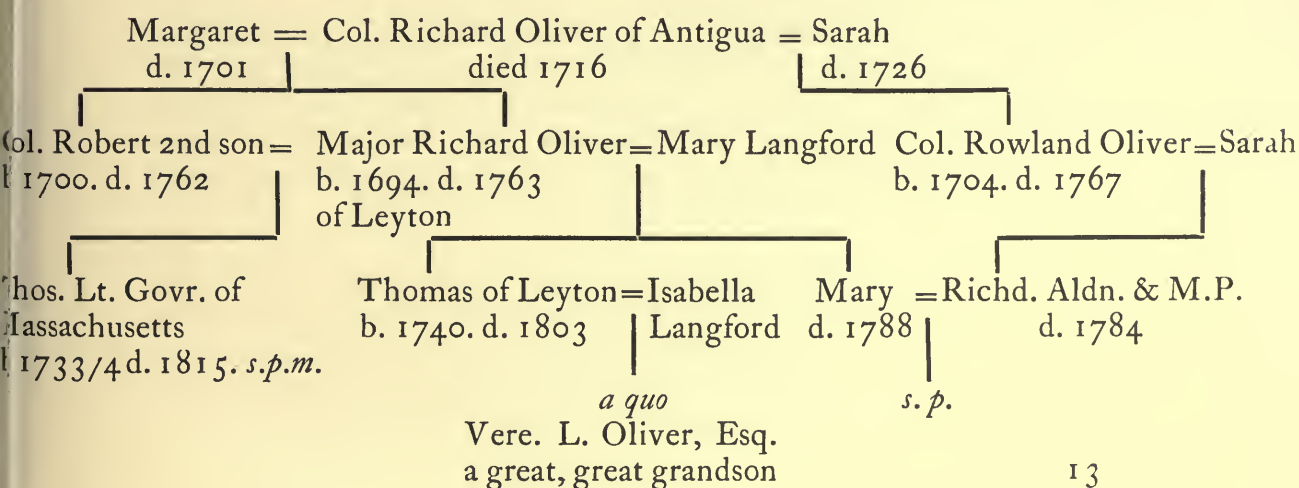 Margaret = Col. Richard Oliver of Antigua = Sarah
d. 1701 died 1716 d. 1726
ol. Robert 2nd son= Major Richard Oliver=Mary Langford Col. Rowland Oliver=Sarah
1700. d. 1762 b. 1694. d. 1763 b. 1704. d. 1767
of Leyton
hos. Lt. Govr. of Thomas of Leyton=Isabella Mary =Richd. Aldn. & M.P.
assachusetts b. 1740. d. 1803 Langford d. 1788 d. 1784
1733/4 d. 1815. s.p.m.
a quo s. p.
Vere. L. Oliver, Esq.
a great, great grandson 13